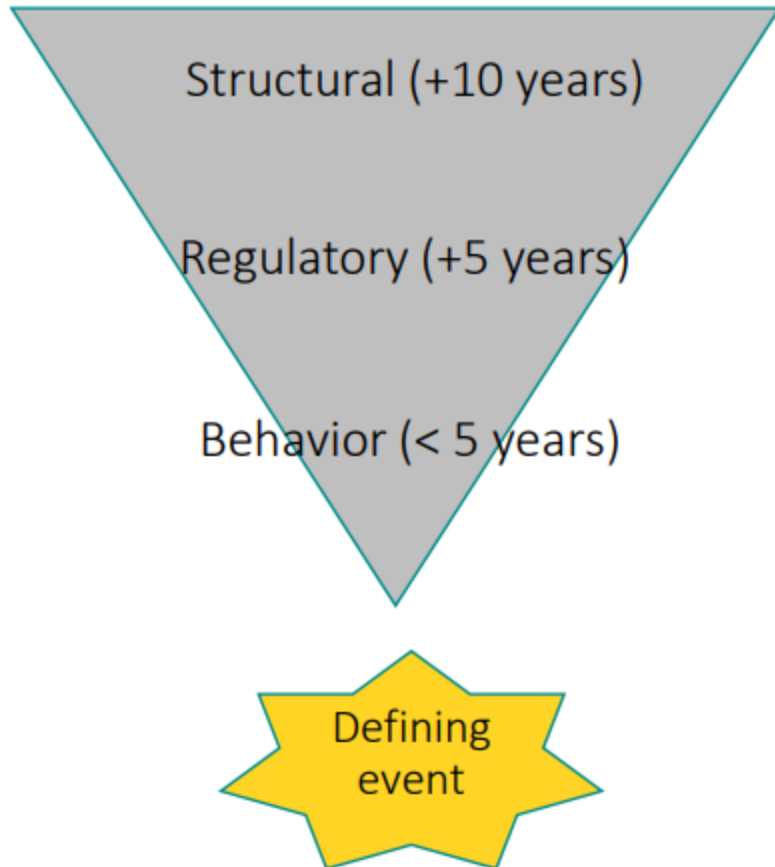 Structural (+10 years)
Regulatory (+5 years)
Behavior (< 5 years)
Defining
event